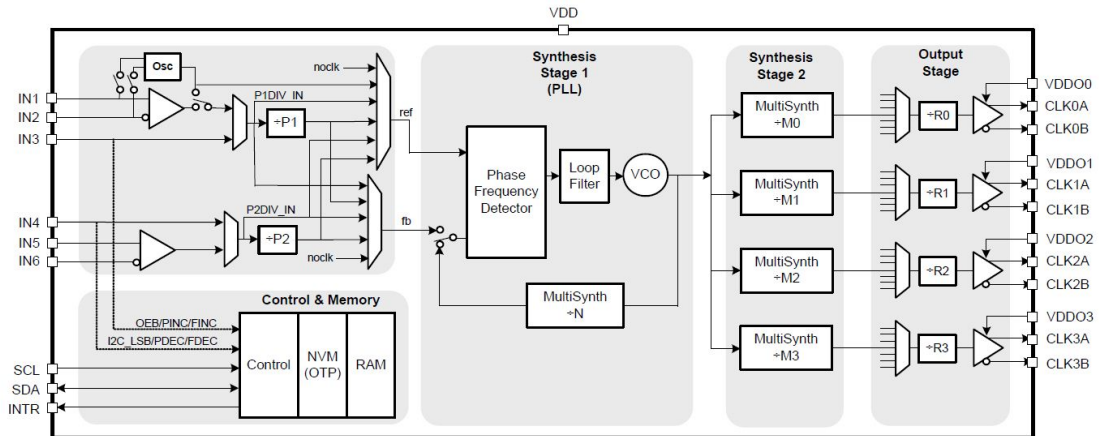 VDD
Osc
noclk
P1DIV_IN
÷P1
ref
IN1
IN2
IN3
IN4
IN5
IN6
P2DIV_IN
÷P2
fb
noclk
Synthesis
Stage 1
(PLL)
Phase
Frequency
Detector
Loop
Filter
VCO
MultiSynth
÷N
Synthesis
Stage 2
MultiSynth
÷M0
MultiSynth
÷M1
MultiSynth
÷M2
MultiSynth
÷M3
Output
Stage
÷R0
÷R1
÷R2
÷R3
VDDO0
CLK0A
CLK0B
VDDO1
CLK1A
CLK1B
VDDO2
CLK2A
CLK2B
VDDO3
CLK3A
CLK3B
Control & Memory
OEB/PINC/FINC
I2C_LSB/PDEC/FDEC
Control
NVM
(OTP)
RAM
SCL
SDA
INTR